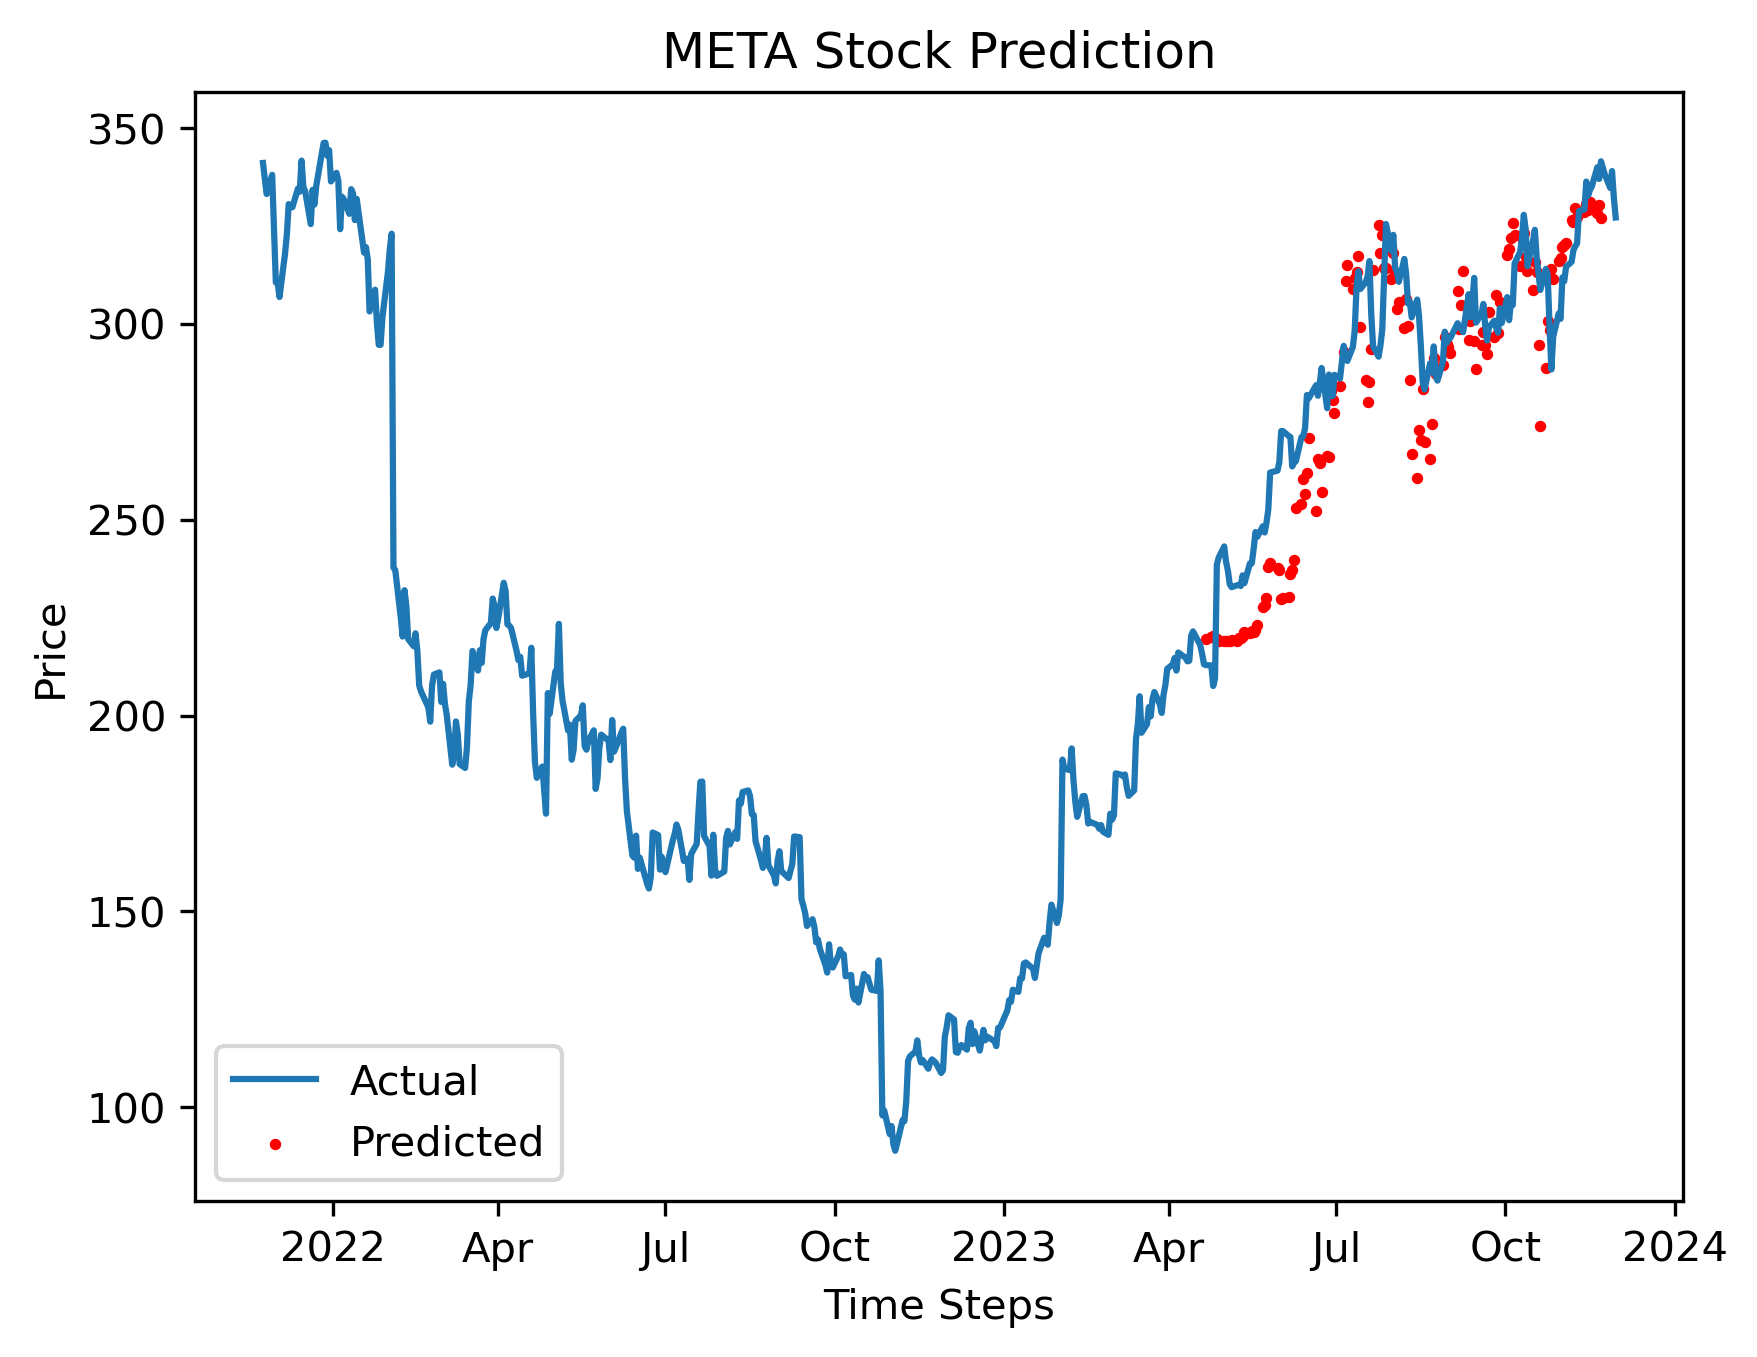 META Stock Prediction
350
300
250
200
150
100
Price
Actual
Predicted
2022 Apr Jul Oct 2023 Apr Jul Oct 2024
Time Steps